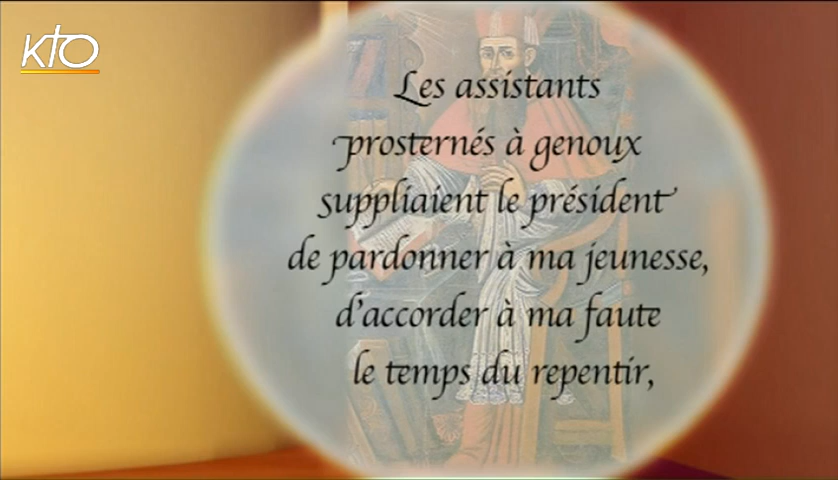 KTO
Les assistants
prosternés à genoux
suppliaient le président
de pardonner à ma jeunesse,
d'accorder à ma faute
le temps du repentir,